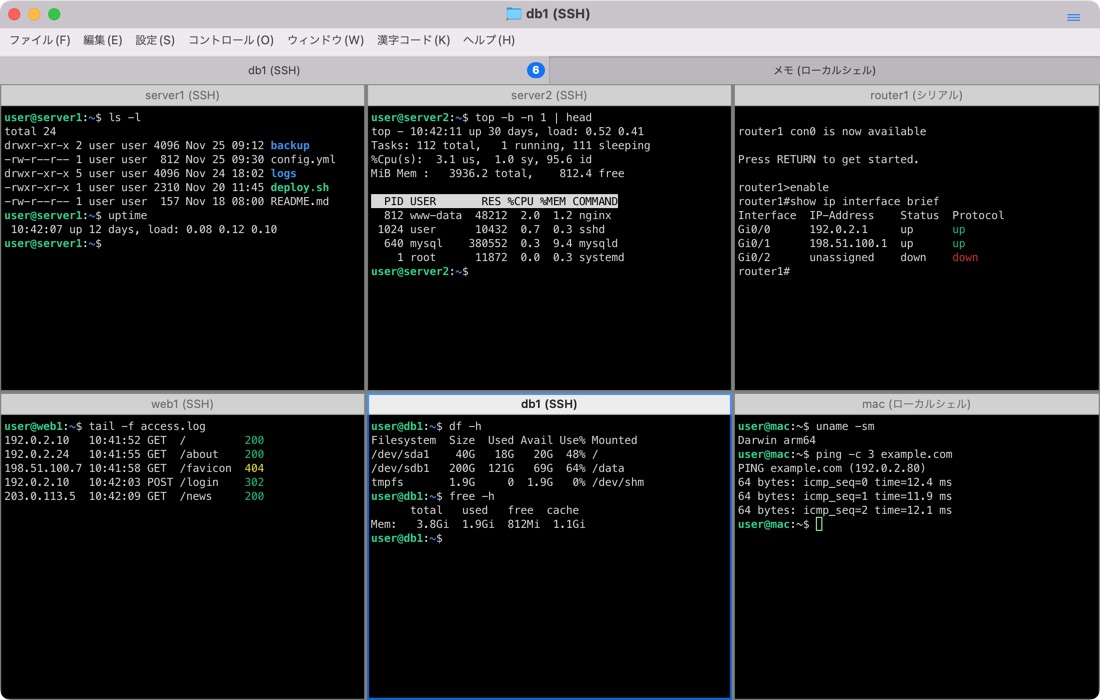 db1 (SSH)
ファイル(F) 編集(E) 設定(S) コントロール(O) ウィンドウ(W) 漢字コード(K) ヘルプ(H)
db1 (SSH) 6 メモ (ローカルシェル)
server1 (SSH)
user@server1:~$ ls -l
total 24
drwxr-xr-x 2 user user 4096 Nov 25 09:12 backup
-rw-r--r-- 1 user user  812 Nov 25 09:30 config.yml
drwxr-xr-x 5 user user 4096 Nov 24 18:02 logs
-rwxr-xr-x 1 user user 2310 Nov 20 11:45 deploy.sh
-rw-r--r-- 1 user user  157 Nov 18 08:00 README.md
user@server1:~$ uptime
 10:42:07 up 12 days, load: 0.08 0.12 0.10
user@server1:~$
server2 (SSH)
user@server2:~$ top -b -n 1 | head
top - 10:42:11 up 30 days, load: 0.52 0.41
Tasks: 112 total,   1 running, 111 sleeping
%Cpu(s):  3.1 us,  1.0 sy, 95.6 id
MiB Mem :   3936.2 total,    812.4 free
  PID USER       RES %CPU %MEM COMMAND
  812 www-data  48212  2.0  1.2 nginx
 1024 user      10432  0.7  0.3 sshd
  640 mysql    380552  0.3  9.4 mysqld
    1 root      11872  0.0  0.3 systemd
user@server2:~$
router1 (シリアル)
router1 con0 is now available
Press RETURN to get started.
router1>enable
router1#show ip interface brief
Interface  IP-Address    Status  Protocol
Gi0/0      192.0.2.1     up      up
Gi0/1      198.51.100.1  up      up
Gi0/2      unassigned    down    down
router1#
web1 (SSH)
user@web1:~$ tail -f access.log
192.0.2.10   10:41:52 GET  /         200
192.0.2.24   10:41:55 GET  /about    200
198.51.100.7 10:41:58 GET  /favicon  404
192.0.2.10   10:42:03 POST /login    302
203.0.113.5  10:42:09 GET  /news     200
db1 (SSH)
user@db1:~$ df -h
Filesystem  Size  Used Avail Use% Mounted
/dev/sda1    40G   18G   20G  48% /
/dev/sdb1   200G  121G   69G  64% /data
tmpfs       1.9G     0  1.9G   0% /dev/shm
user@db1:~$ free -h
      total   used   free  cache
Mem:   3.8Gi  1.9Gi  812Mi  1.1Gi
user@db1:~$
mac (ローカルシェル)
user@mac:~$ uname -sm
Darwin arm64
user@mac:~$ ping -c 3 example.com
PING example.com (192.0.2.80)
64 bytes: icmp_seq=0 time=12.4 ms
64 bytes: icmp_seq=1 time=11.9 ms
64 bytes: icmp_seq=2 time=12.1 ms
user@mac:~$